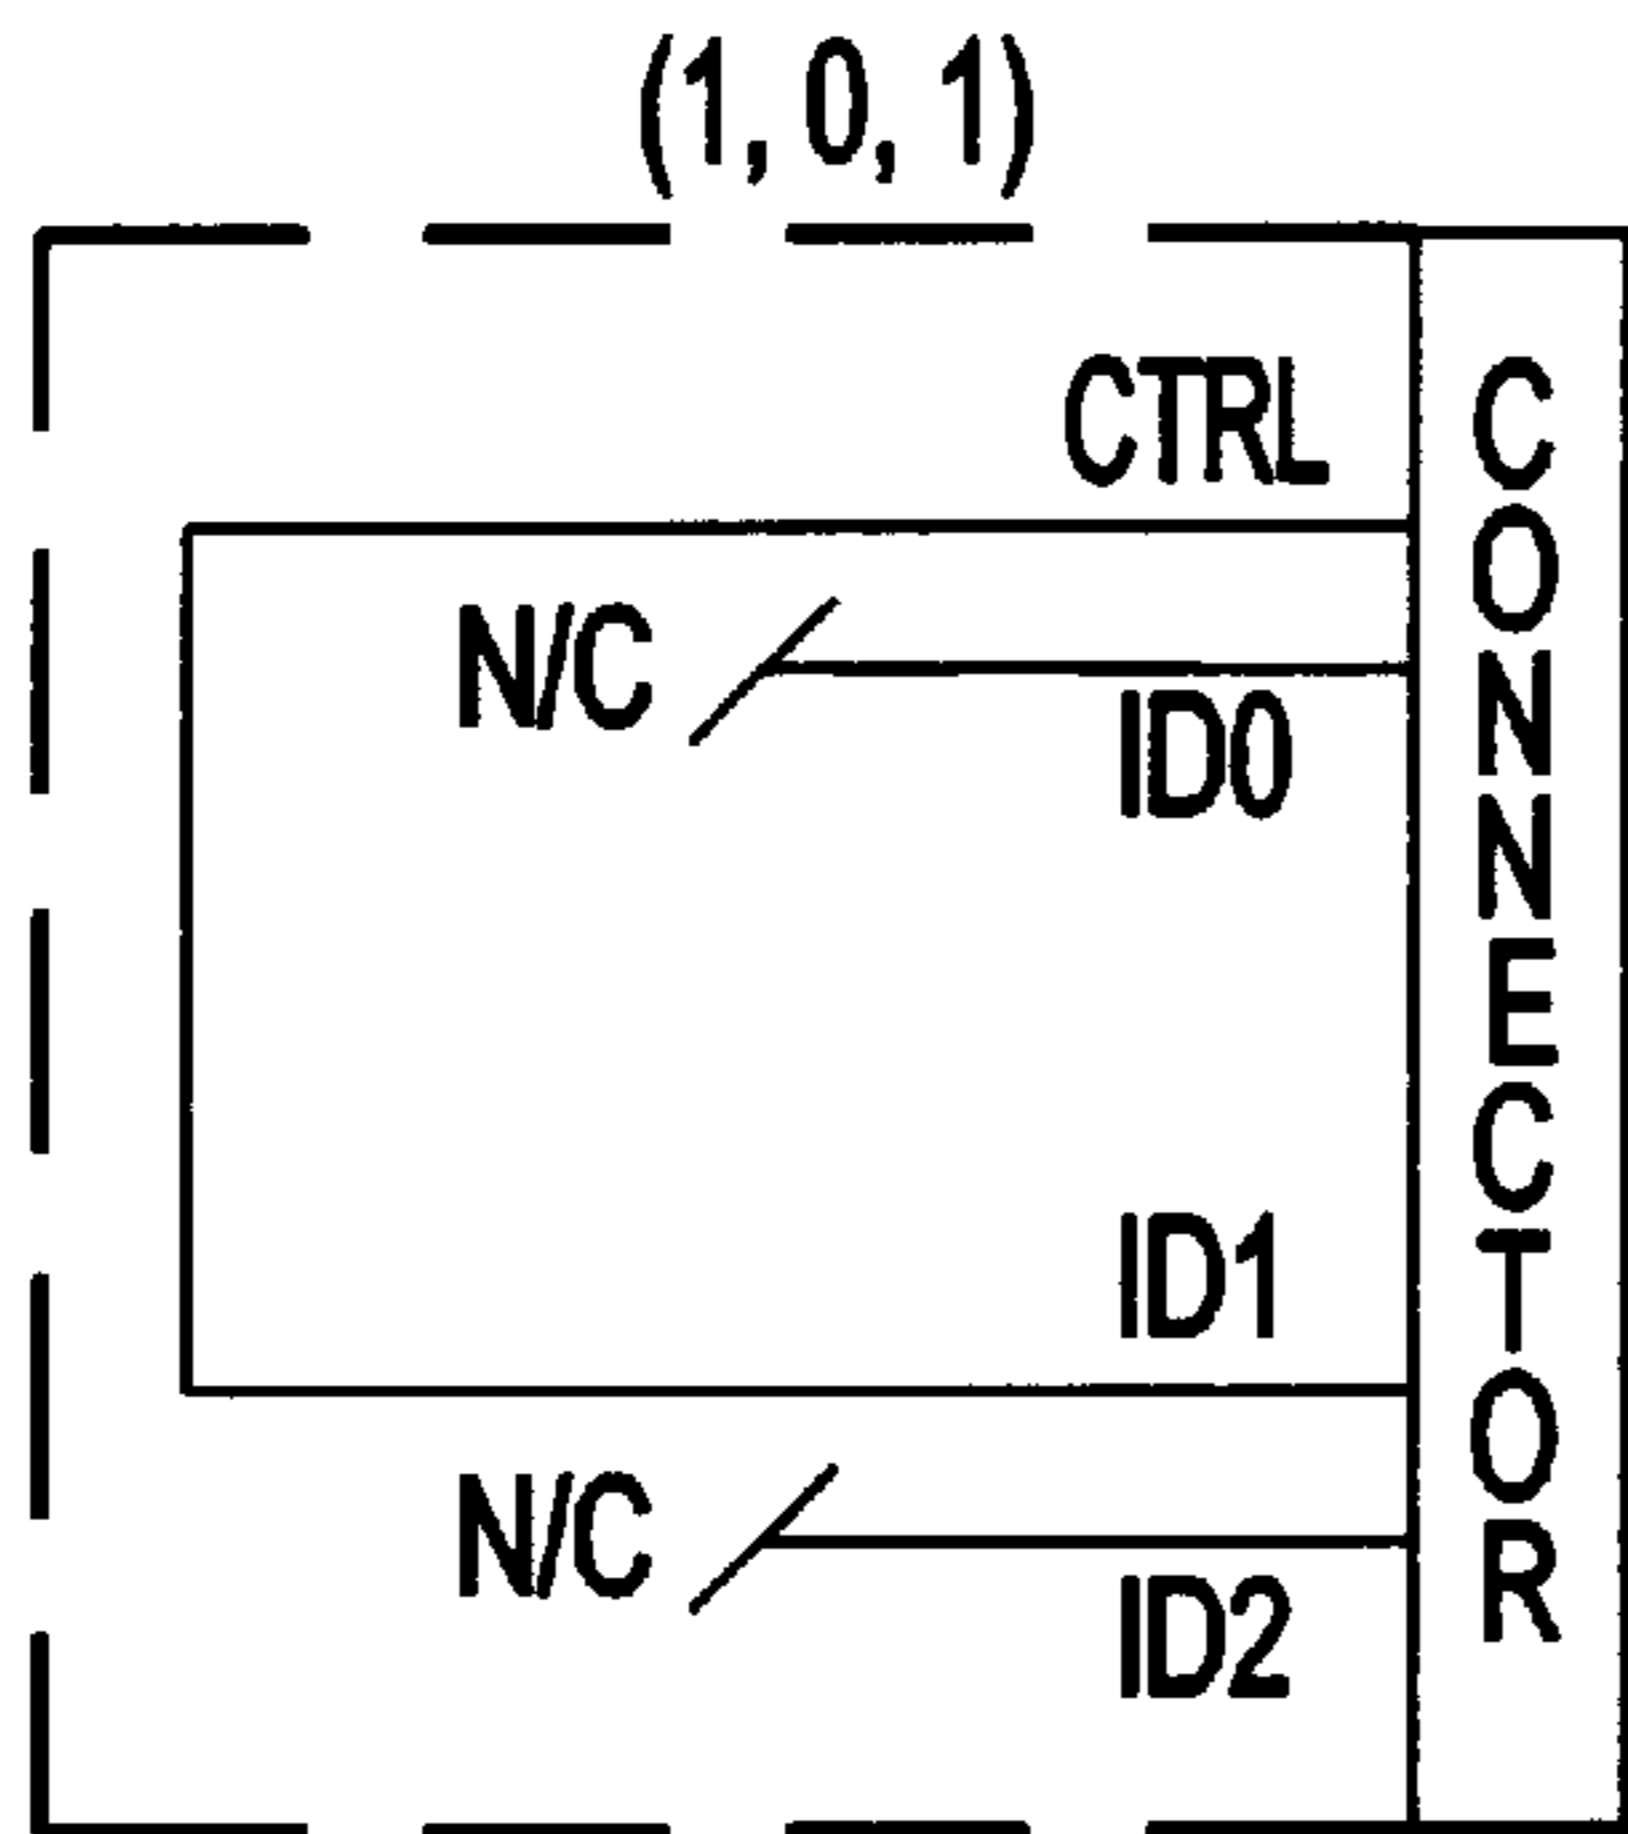 (1, 0, 1)
CTRL
N/C
ID0
ID1
N/C
ID2
CONNECTOR